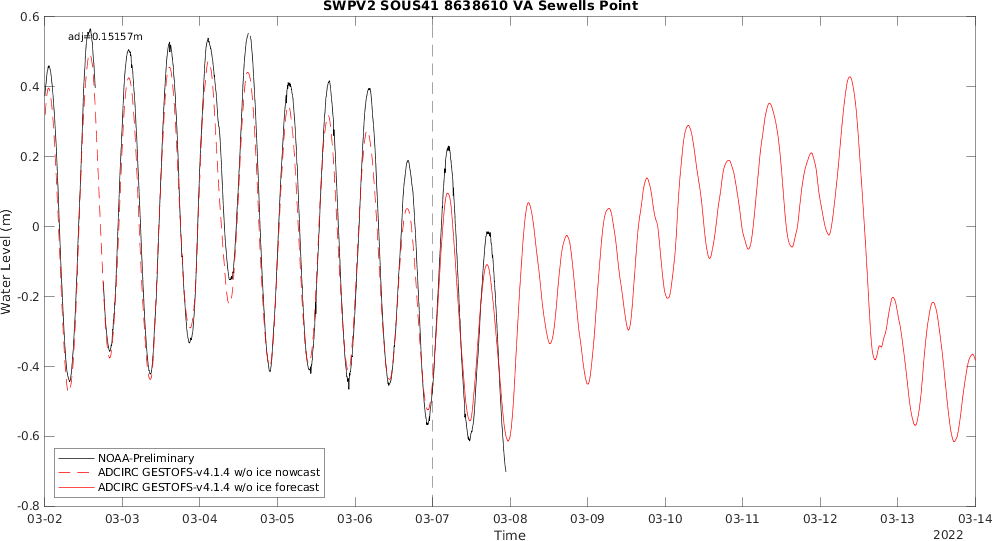 SWPV2 SOUS41 8638610 VA Sewells Point
adj=0.15157m
0.6
0.4
0.2
0
-0.2
-0.4
-0.6
-0.8
Water Level (m)
NOAA-Preliminary
ADCIRC GESTOFS-v4.1.4 w/o ice nowcast
ADCIRC GESTOFS-v4.1.4 w/o ice forecast
03-02 03-03 03-04 03-05 03-06 03-07 03-08 03-09 03-10 03-11 03-12 03-13 03-14
Time
2022